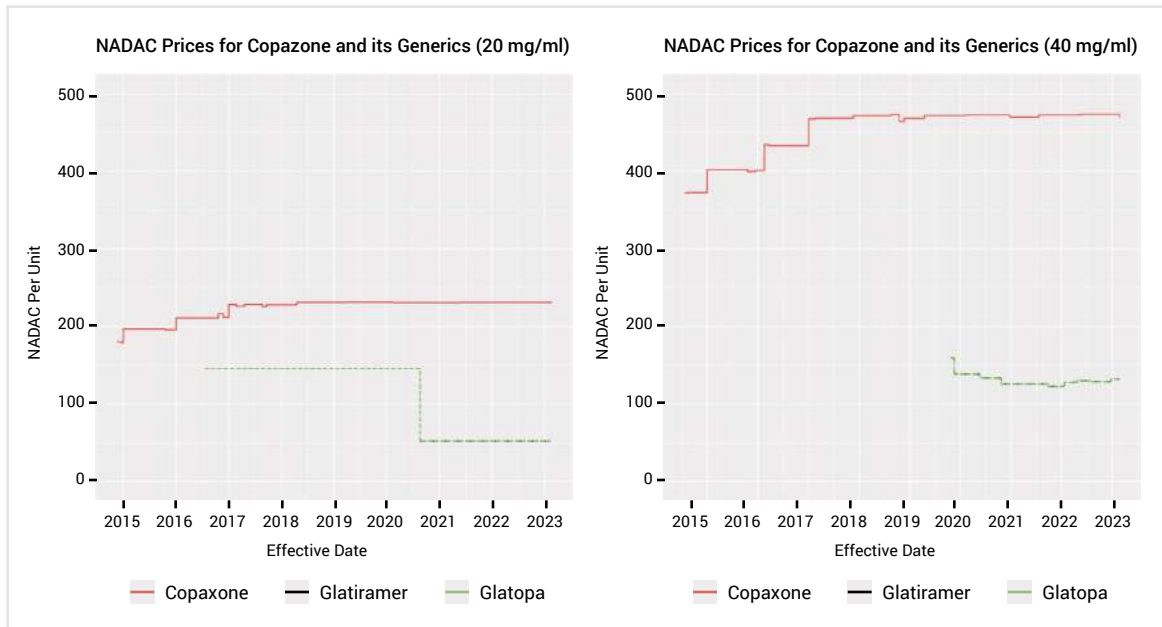 NADAC Prices for Copazone and its Generics (20 mg/ml)
500
400
300
200
100
0
NADAC Per Unit
2015 2016 2017 2018 2019 2020 2021 2022 2023
Effective Date
Copaxone Glatiramer Glatopa
NADAC Prices for Copazone and its Generics (40 mg/ml)
500
400
300
200
100
0
NADAC Per Unit
2015 2016 2017 2018 2019 2020 2021 2022 2023
Effective Date
Copaxone Glatiramer Glatopa